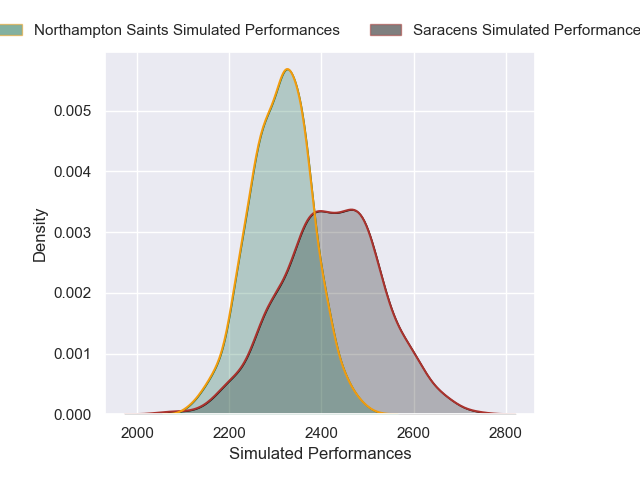 Northampton Saints Simulated Performances
Saracens Simulated Performance
0.005
0.004
0.003
0.002
0.001
0.000
Density
2000 2200 2400 2600 2800
Simulated Performances